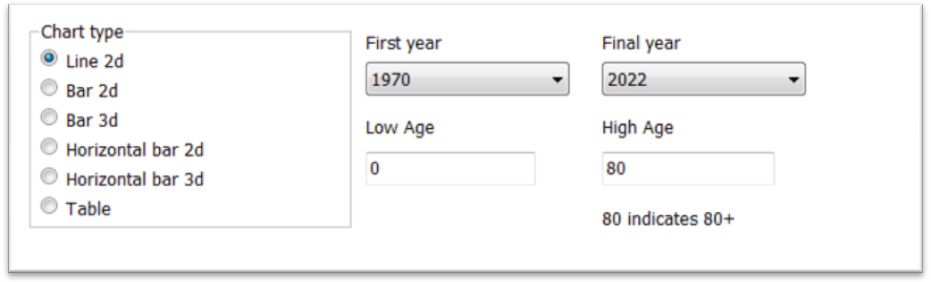 Chart type
Line 2d
Bar 2d
Bar 3d
Horizontal bar 2d
Horizontal bar 3d
Table
First year
1970
Final year
2022
Low Age
0
High Age
80
80 indicates 80+